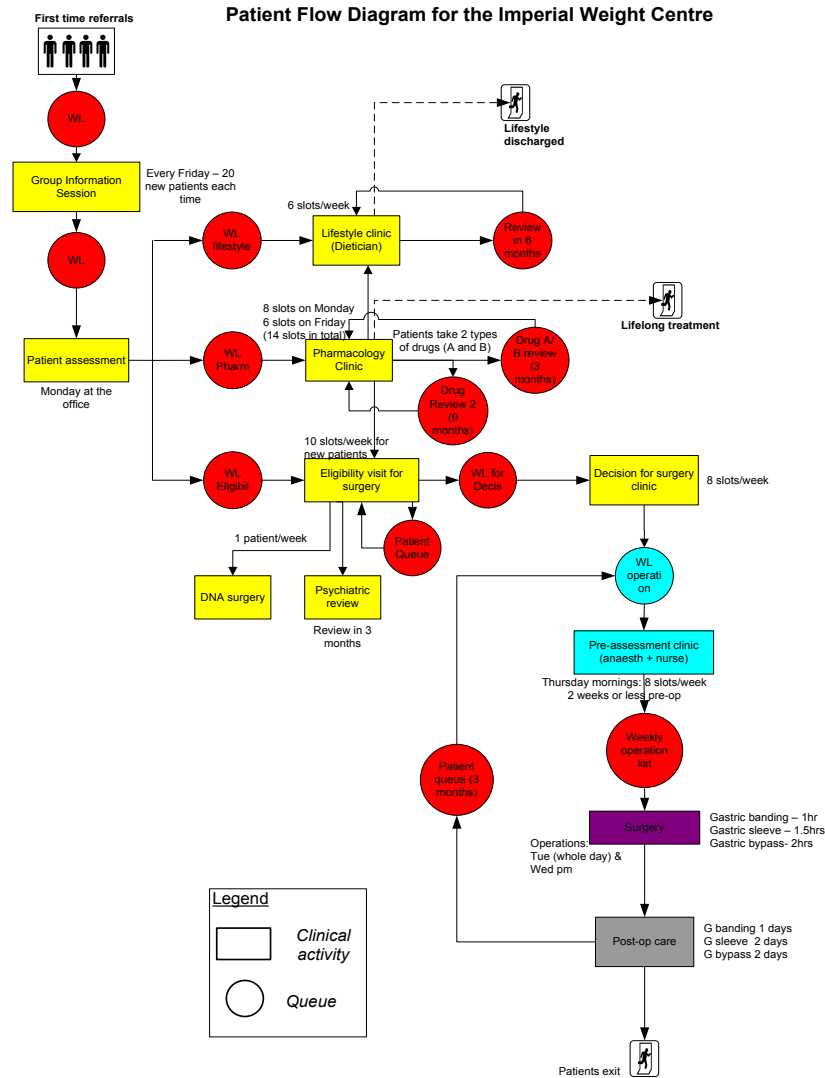 Patient Flow Diagram for the Imperial Weight Centre
First time referrals
WL
Group Information
Session
Every Friday – 20
new patients each
time
WL
Patient assessment
Monday at the
office
WL
lifestyle
6 slots/week
Lifestyle clinic
(Dietician)
Review
in 6
months
Lifestyle
discharged
WL
Pharm
8 slots on Monday
6 slots on Friday
(14 slots in total)
Pharmacology
Clinic
Patients take 2 types
of drugs (A and B)
Drug A/
B review
(3
months)
Lifelong treatment
Drug
Review 2
(9
months)
WL
Eligibil
10 slots/week for
new patients
Eligibility visit for
surgery
WL for
Decis
Decision for surgery
clinic
8 slots/week
Patient
Queue
1 patient/week
DNA surgery
Psychiatric
review
Review in 3
months
WL
operati
on
Pre-assessment clinic
(anaesth + nurse)
Thursday mornings: 8 slots/week
2 weeks or less pre-op
Weekly
operation
list
Patient
queue (3
months)
Surgery
Gastric banding – 1hr
Gastric sleeve – 1.5hrs
Gastric bypass- 2hrs
Operations:
Tue (whole day) &
Wed pm
Post-op care
G banding 1 days
G sleeve 2 days
G bypass 2 days
Patients exit
Legend
Clinical
activity
Queue